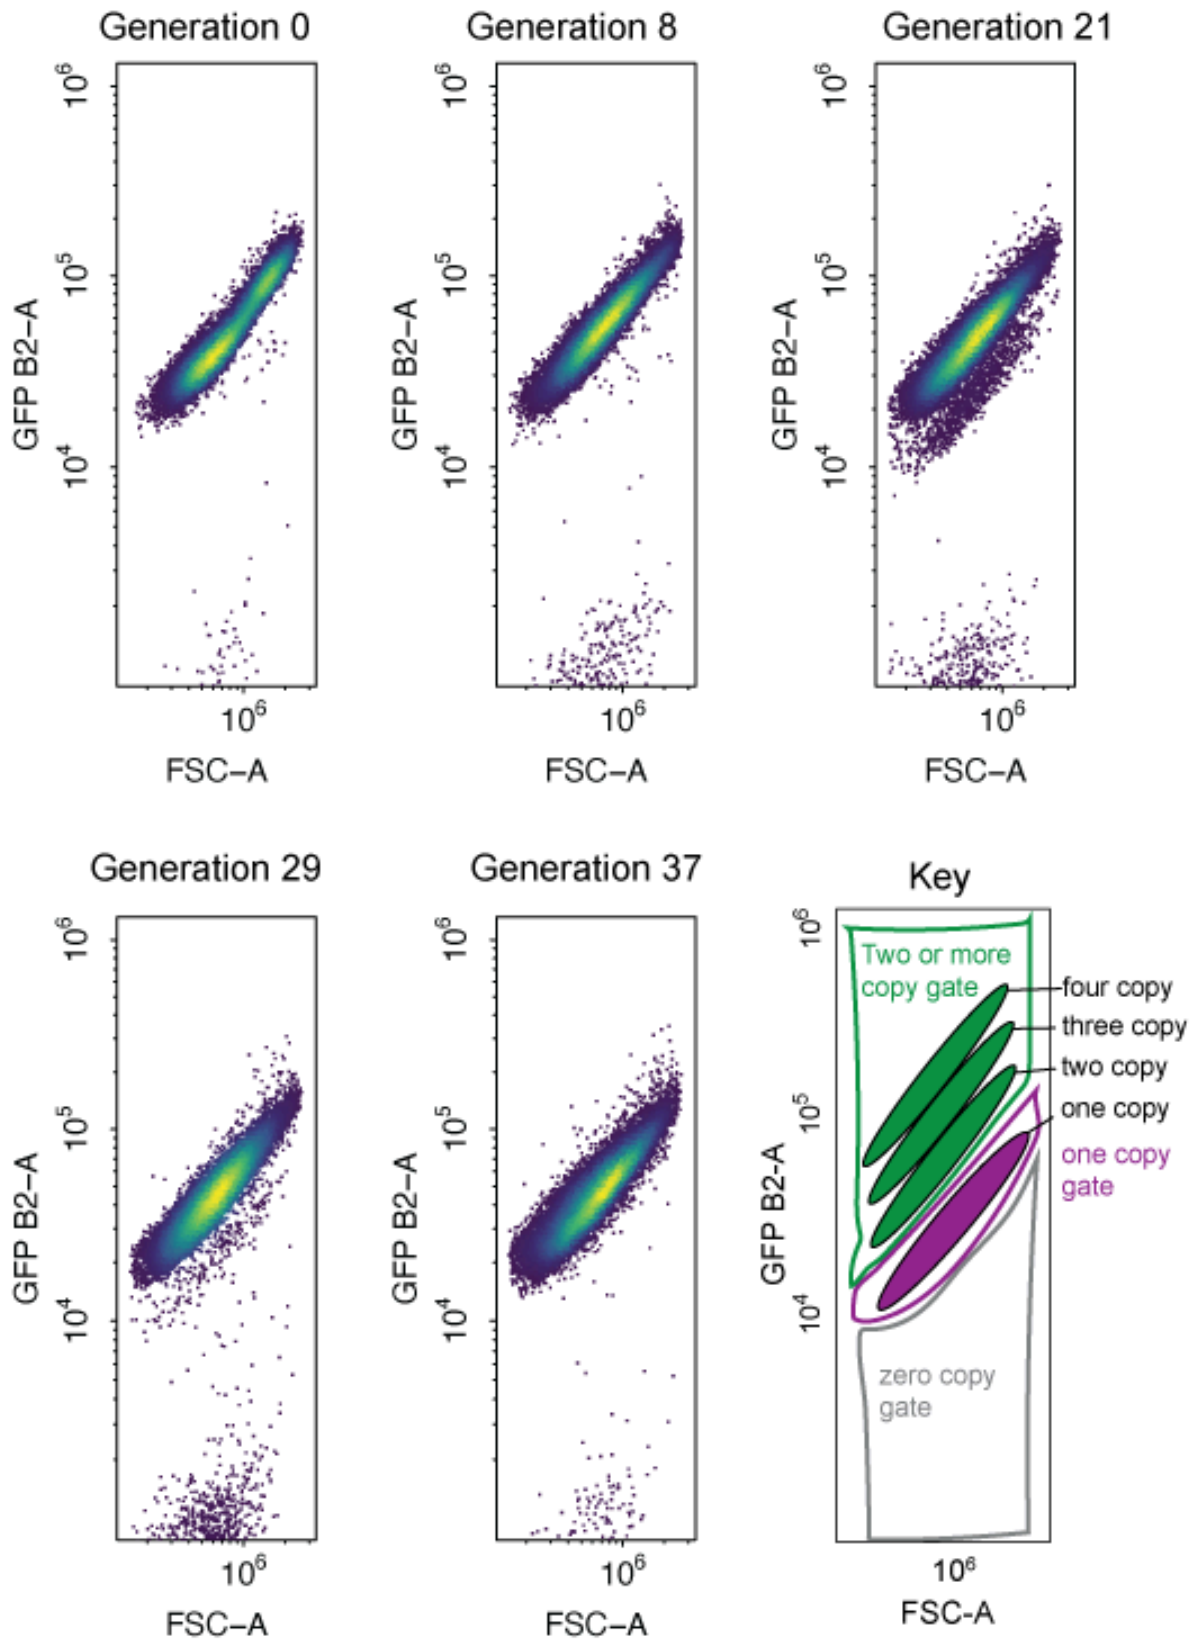 Generation 0
Generation 8
Generation 21
10⁶
10⁵
10⁴
GFP B2–A
10⁶
FSC–A
10⁶
10⁵
10⁴
GFP B2–A
10⁶
FSC–A
10⁶
10⁵
10⁴
GFP B2–A
10⁶
FSC–A
Generation 29
Generation 37
Key
10⁶
10⁵
10⁴
GFP B2–A
10⁶
FSC–A
10⁶
10⁵
10⁴
GFP B2–A
10⁶
FSC–A
10⁶
10⁵
10⁴
GFP B2-A
Two or more
copy gate
four copy
three copy
two copy
one copy
one copy
gate
zero copy
gate
10⁶
FSC-A